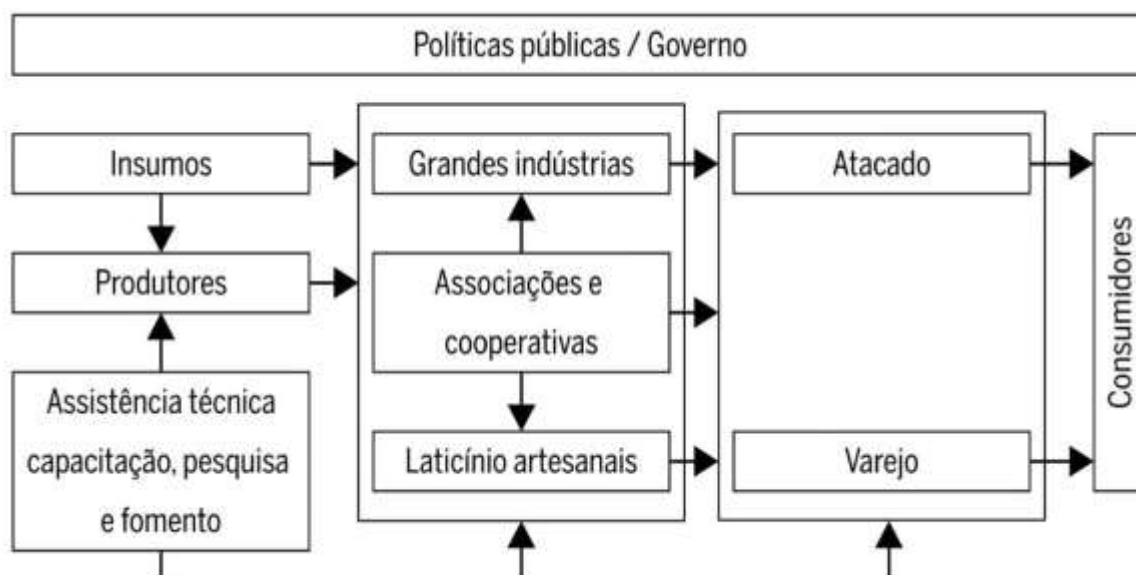 Políticas públicas / Governo
Insumos
Produtores
Assistência técnica
capacitação, pesquisa
e fomento
Grandes indústrias
Associações e
cooperativas
Laticínio artesanais
Atacado
Varejo
Consumidores